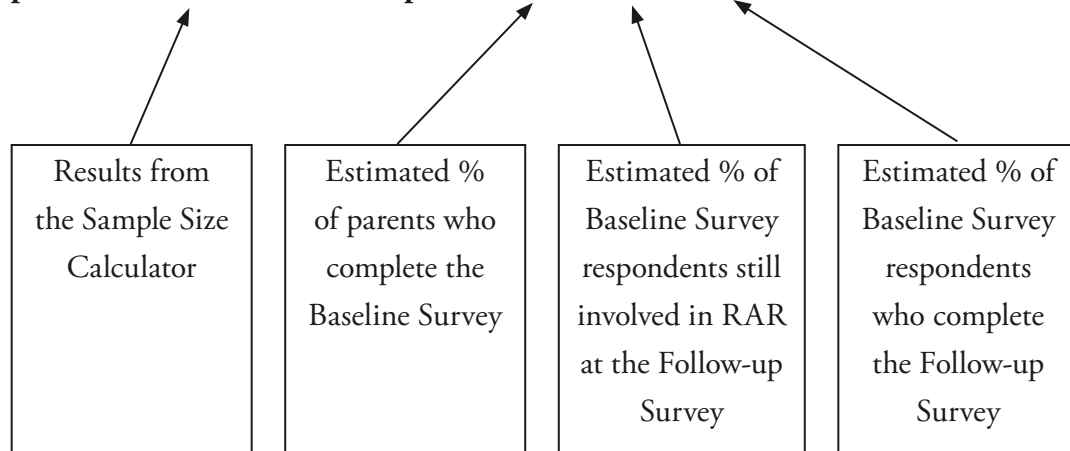 Results from
the Sample Size
Calculator
Estimated %
of parents who
complete the
Baseline Survey
Estimated % of
Baseline Survey
respondents still
involved in RAR
at the Follow-up
Survey
Estimated % of
Baseline Survey
respondents
who complete
the Follow-up
Survey